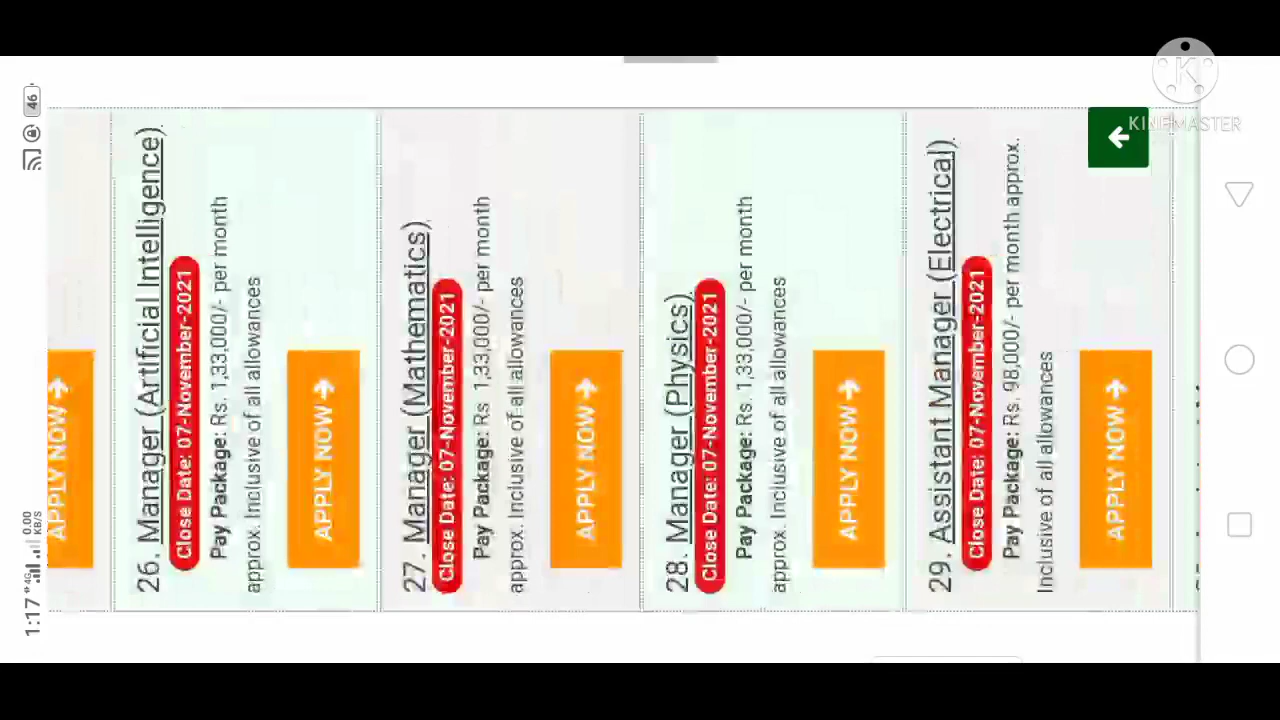 1:17 4G 0.00 KB/S 46
APPLY NOW →
26. Manager (Artificial Intelligence)
Close Date: 07-November-2021
Pay Package: Rs. 1,33,000/- per month
approx. Inclusive of all allowances
APPLY NOW →
27. Manager (Mathematics)
Close Date: 07-November-2021
Pay Package: Rs. 1,33,000/- per month
approx. Inclusive of all allowances
APPLY NOW →
28. Manager (Physics)
Close Date: 07-November-2021
Pay Package: Rs. 1,33,000/- per month
approx. Inclusive of all allowances
APPLY NOW →
29. Assistant Manager (Electrical)
Close Date: 07-November-2021
Pay Package: Rs. 98,000/- per month approx.
Inclusive of all allowances
APPLY NOW →
K
KINEMASTER